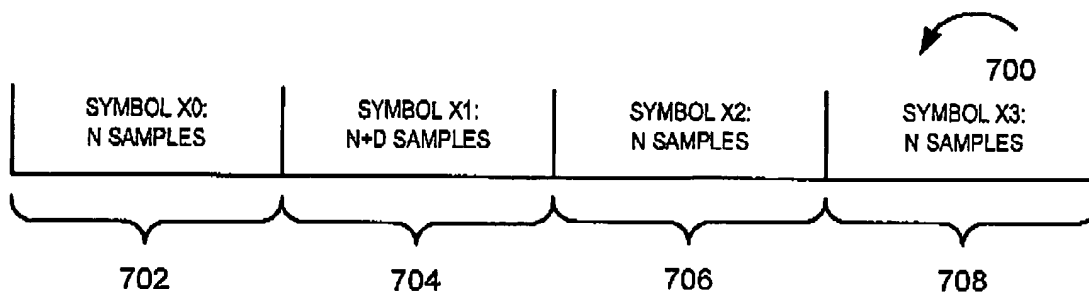 700
SYMBOL X0:
N SAMPLES
SYMBOL X1:
N+D SAMPLES
SYMBOL X2:
N SAMPLES
SYMBOL X3:
N SAMPLES
702
704
706
708